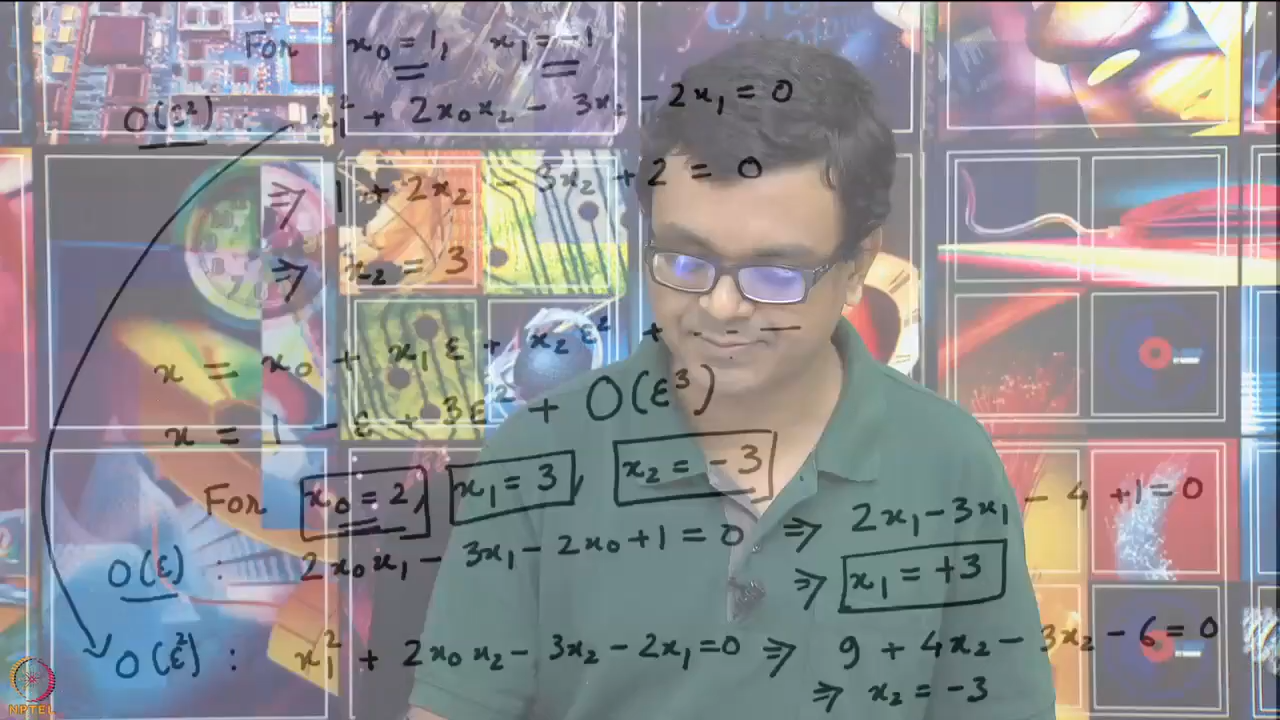 For x₀ = 1, x₁ = -1
O(ε²) : x₁² + 2x₀x₂ - 3x₂ - 2x₁ = 0
⇒ 1 + 2x₂ - 3x₂ + 2 = 0
⇒ x₂ = 3
x = x₀ + x₁ε + x₂ε² + - - -
x = 1 - ε + 3ε² + O(ε³)
For x₀ = 2, x₁ = 3, x₂ = -3
O(ε) : 2x₀x₁ - 3x₁ - 2x₀ + 1 = 0 ⇒ 2x₁ - 3x₁ - 4 + 1 = 0
⇒ x₁ = +3
O(ε²) : x₁² + 2x₀x₂ - 3x₂ - 2x₁ = 0 ⇒ 9 + 4x₂ - 3x₂ - 6 = 0
⇒ x₂ = -3
NPTEL